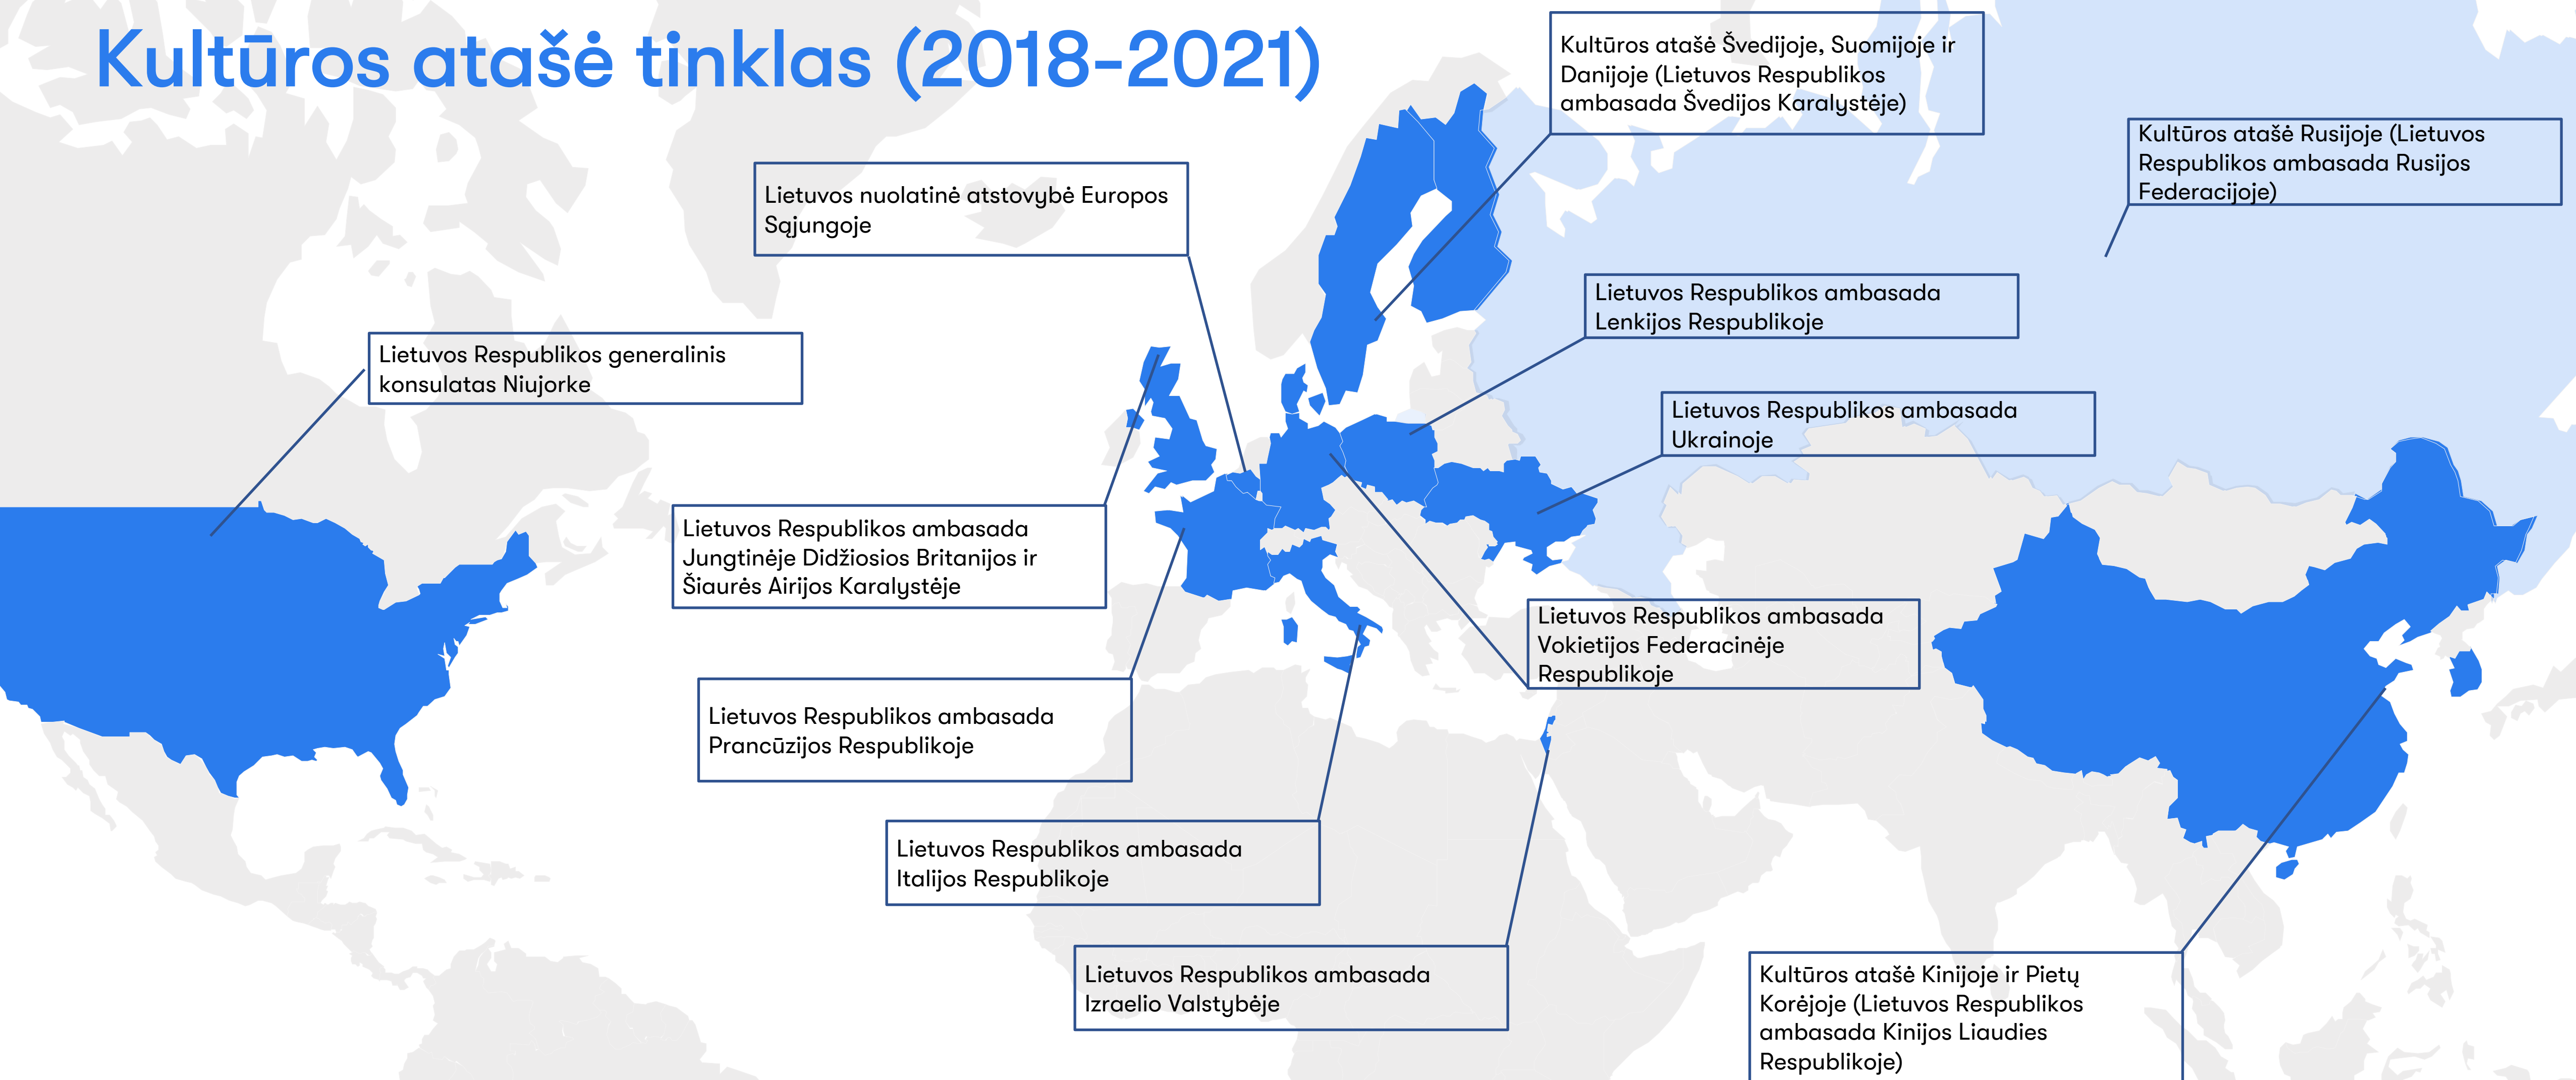 Kultūros atašė tinklas (2018-2021)
Kultūros atašė Švedijoje, Suomijoje ir
Danijoje (Lietuvos Respublikos
ambasada Švedijos Karalystėje)
Kultūros atašė Rusijoje (Lietuvos
Respublikos ambasada Rusijos
Federacijoje)
Lietuvos nuolatinė atstovybė Europos
Sąjungoje
Lietuvos Respublikos ambasada
Lenkijos Respublikoje
Lietuvos Respublikos generalinis
konsulatas Niujorke
Lietuvos Respublikos ambasada
Ukrainoje
Lietuvos Respublikos ambasada
Jungtinėje Didžiosios Britanijos ir
Šiaurės Airijos Karalystėje
Lietuvos Respublikos ambasada
Vokietijos Federacinėje
Respublikoje
Lietuvos Respublikos ambasada
Prancūzijos Respublikoje
Lietuvos Respublikos ambasada
Italijos Respublikoje
Lietuvos Respublikos ambasada
Izraelio Valstybėje
Kultūros atašė Kinijoje ir Pietų
Korėjoje (Lietuvos Respublikos
ambasada Kinijos Liaudies
Respublikoje)